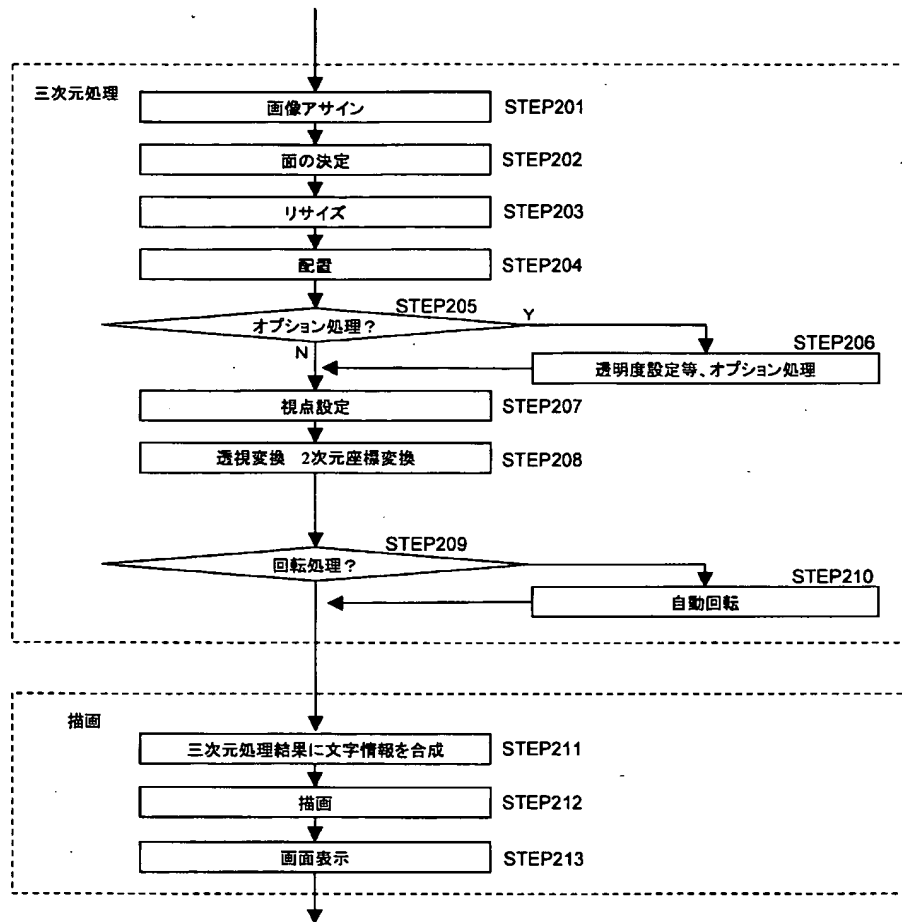 三次元処理
画像アサイン STEP201
面の決定 STEP202
リサイズ STEP203
配置 STEP204
STEP205
オプション処理? Y
N
STEP206
透明度設定等、オプション処理
視点設定 STEP207
透視変換 2次元座標変換 STEP208
STEP209
回転処理?
STEP210
自動回転
描画
三次元処理結果に文字情報を合成 STEP211
描画 STEP212
画面表示 STEP213